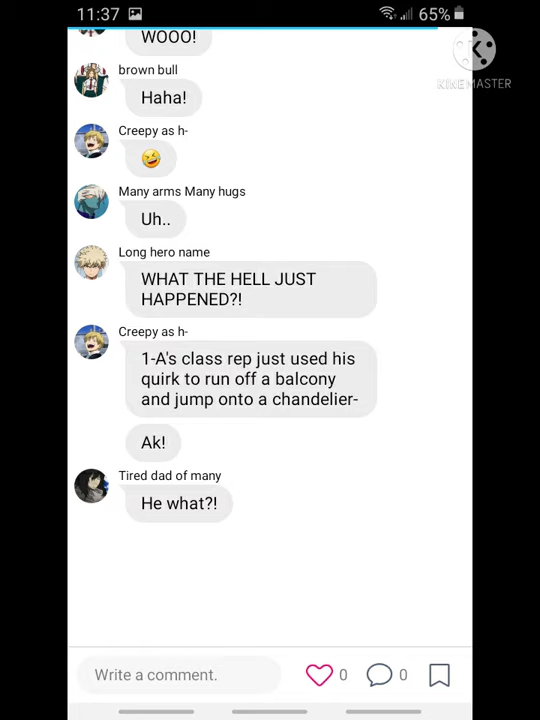 11:37
65%
WOOO!
KINEMASTER
brown bull
Haha!
Creepy as h-
Many arms Many hugs
Uh..
Long hero name
WHAT THE HELL JUST
HAPPENED?!
Creepy as h-
1-A's class rep just used his
quirk to run off a balcony
and jump onto a chandelier-
Ak!
Tired dad of many
He what?!
Write a comment.
0
0